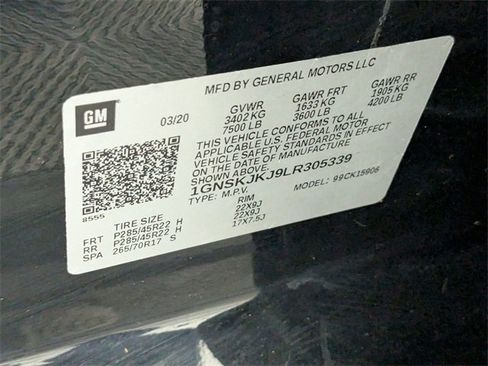 MFD BY GENERAL MOTORS LLC
GM
03/20
GVWR GAWR FRT GAWR RR
3402 KG 1633 KG 1905 KG
7500 LB 3600 LB 4200 LB
THIS VEHICLE CONFORMS TO ALL
APPLICABLE U.S. FEDERAL MOTOR
VEHICLE SAFETY STANDARDS IN EFFECT
ON THE DATE OF MANUFACTURE
1GNSKJKJ9LR305339
TYPE: M.P.V. MODEL: 99CK15906
8555
TIRE SIZE RIM
FRT P285/45R22 H 22X9J
RR P285/45R22 H 22X9J
SPA 265/70R17 S 17X7.5J